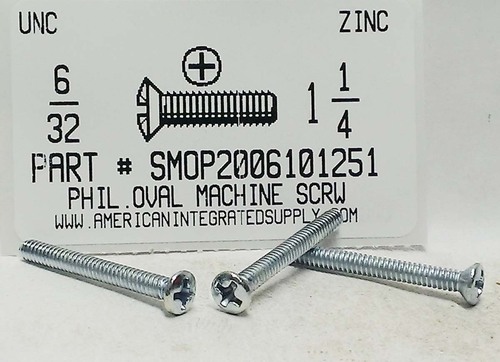 UNC ZINC
6/32 1 1/4
PART # SMOP2006101251
PHIL.OVAL MACHINE SCRW
WWW.AMERICANINTEGRATEDSUPPLY.COM